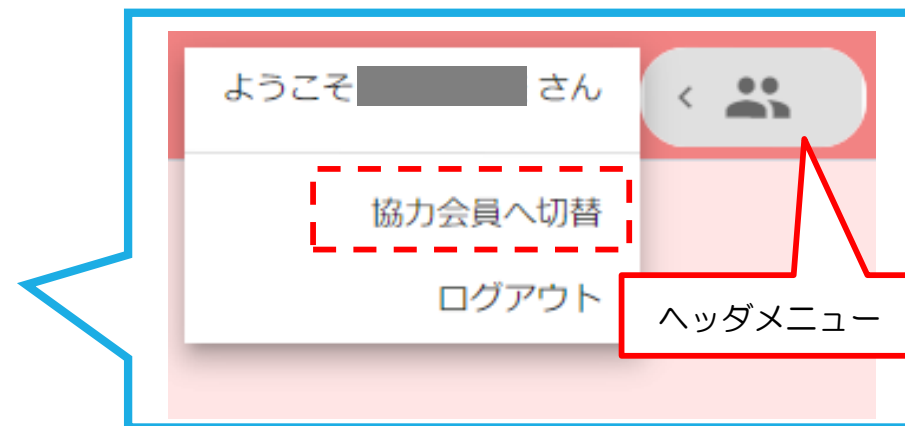 ようこそ さん
協力会員へ切替
ログアウト
ヘッダメニュー